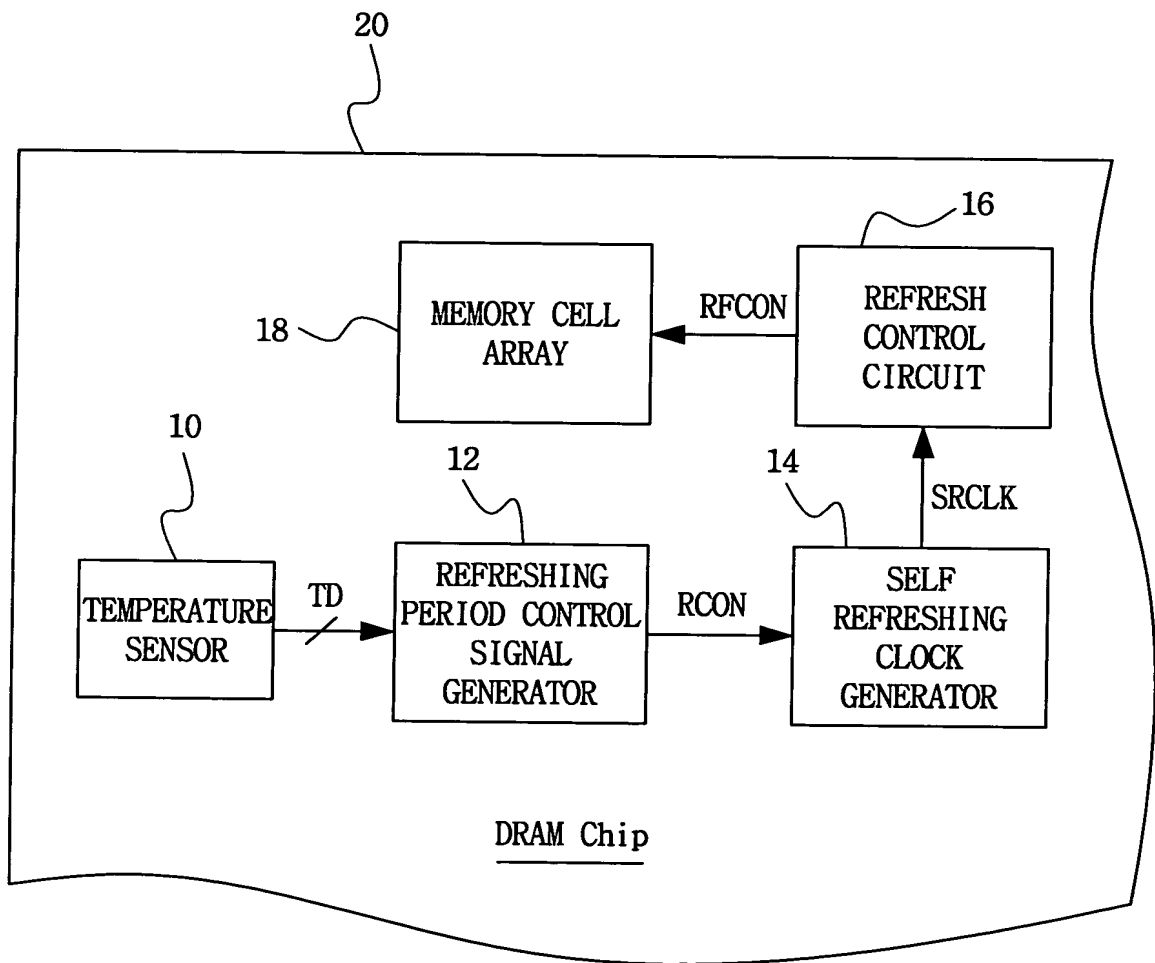 20
16
MEMORY CELL
ARRAY
18
RFCON
REFRESH
CONTROL
CIRCUIT
10
12
14
SRCLK
TEMPERATURE
SENSOR
TD
REFRESHING
PERIOD CONTROL
SIGNAL
GENERATOR
RCON
SELF
REFRESHING
CLOCK
GENERATOR
DRAM Chip